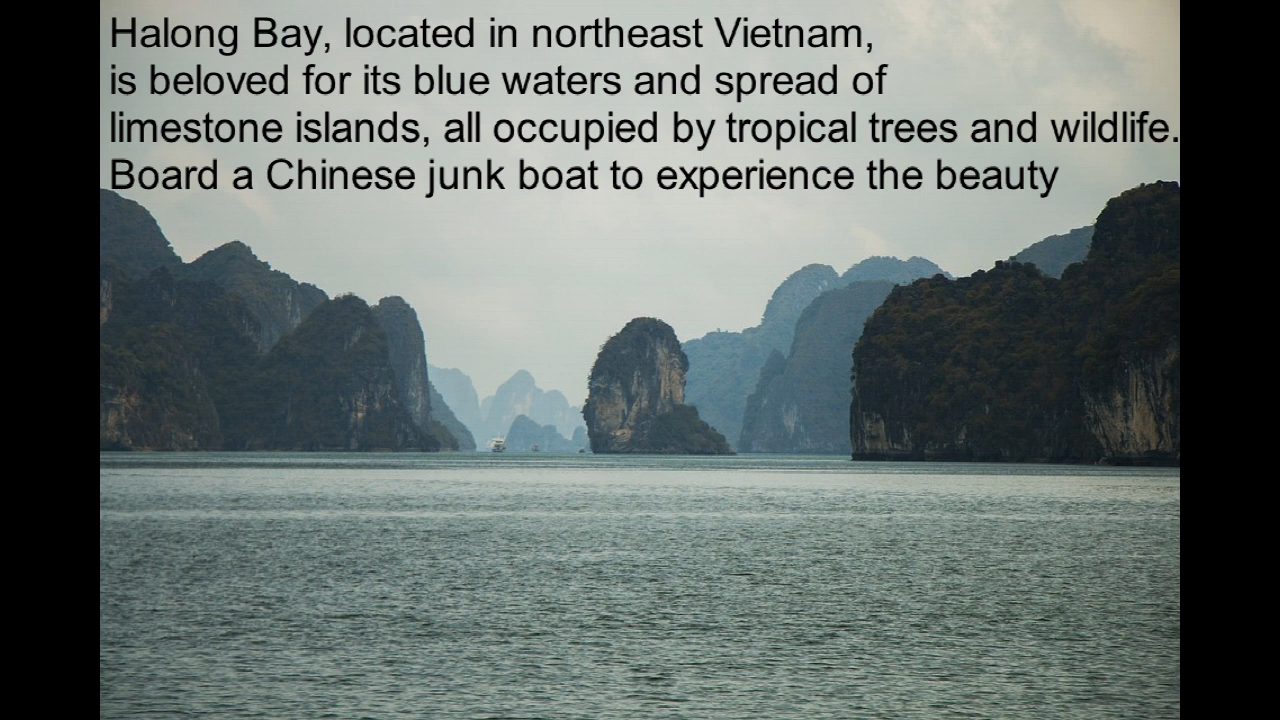 Halong Bay, located in northeast Vietnam,
is beloved for its blue waters and spread of
limestone islands, all occupied by tropical trees and wildlife.
Board a Chinese junk boat to experience the beauty